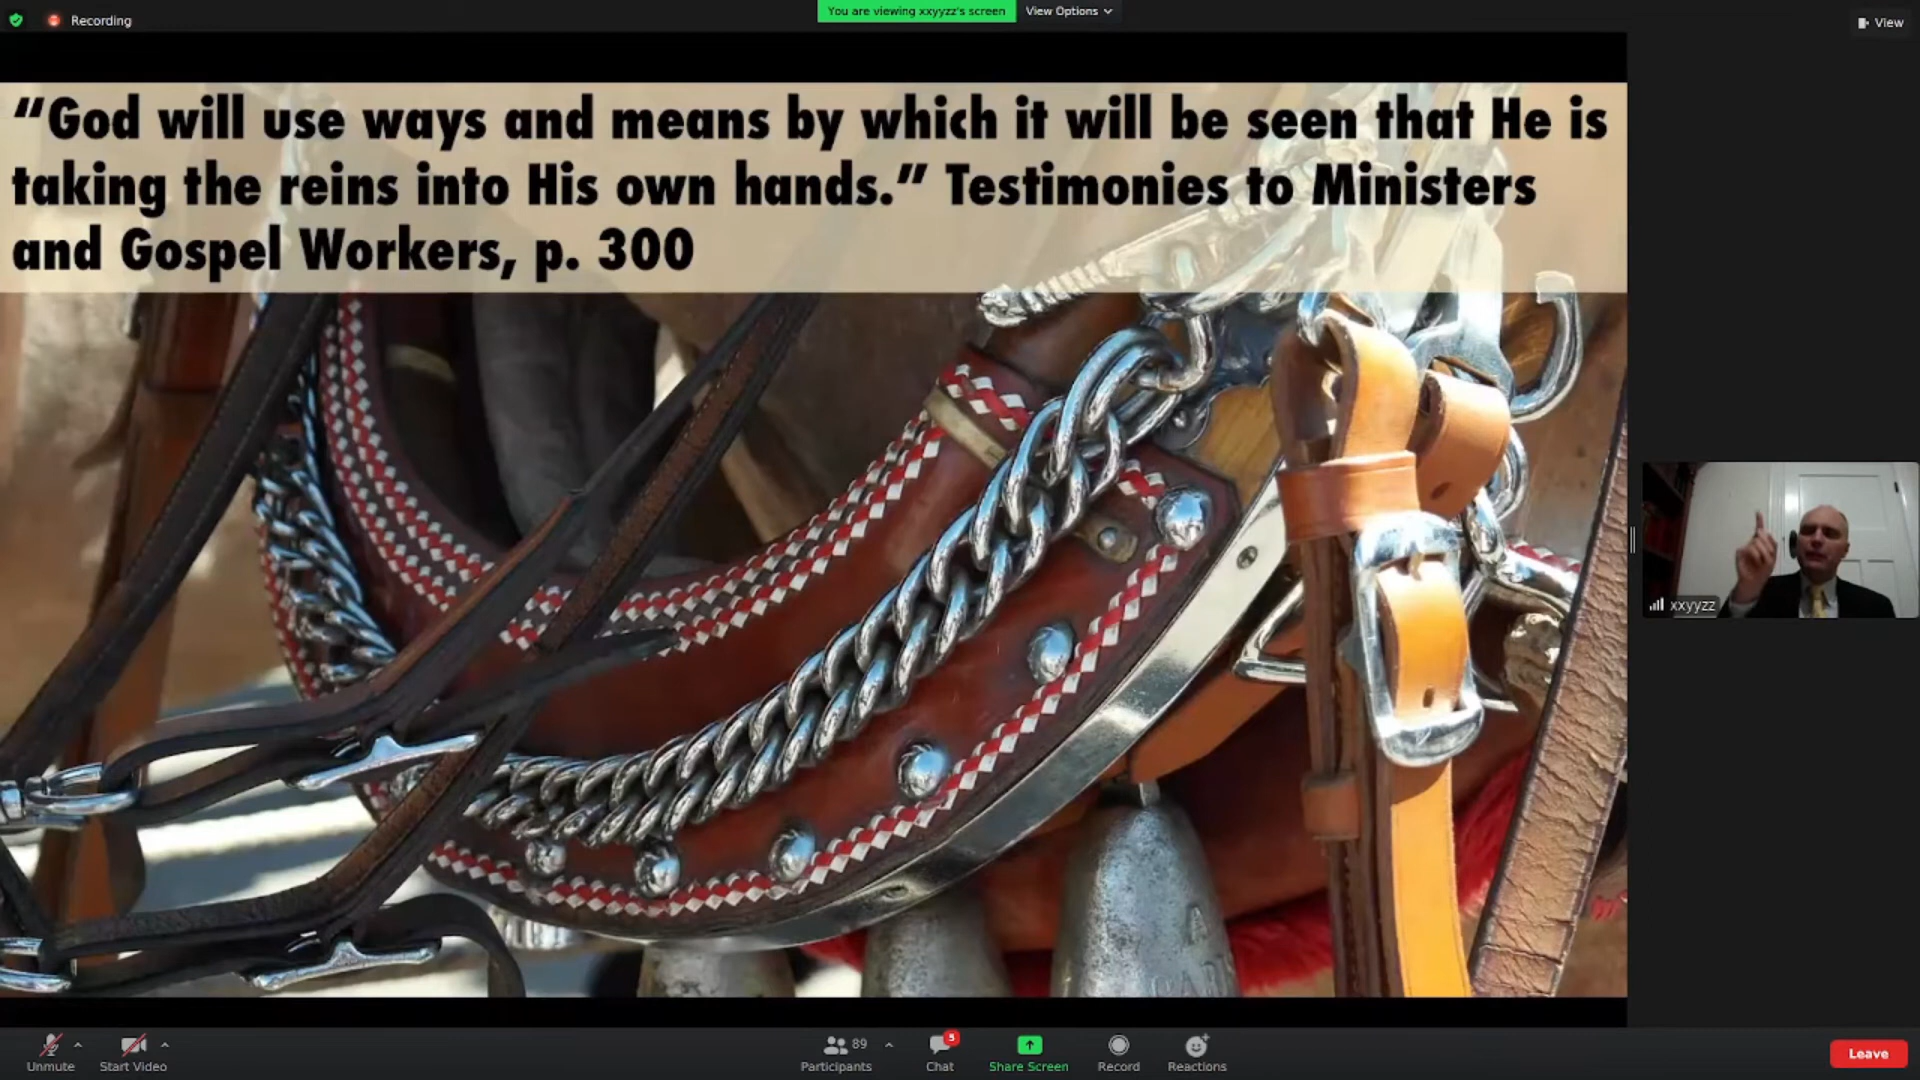 Recording
You are viewing xxyyzz's screen
View Options
View
“God will use ways and means by which it will be seen that He is
taking the reins into His own hands.” Testimonies to Ministers
and Gospel Workers, p. 300
xxyyzz
Unmute
Start Video
89
Participants
5
Chat
Share Screen
Record
Reactions
Leave